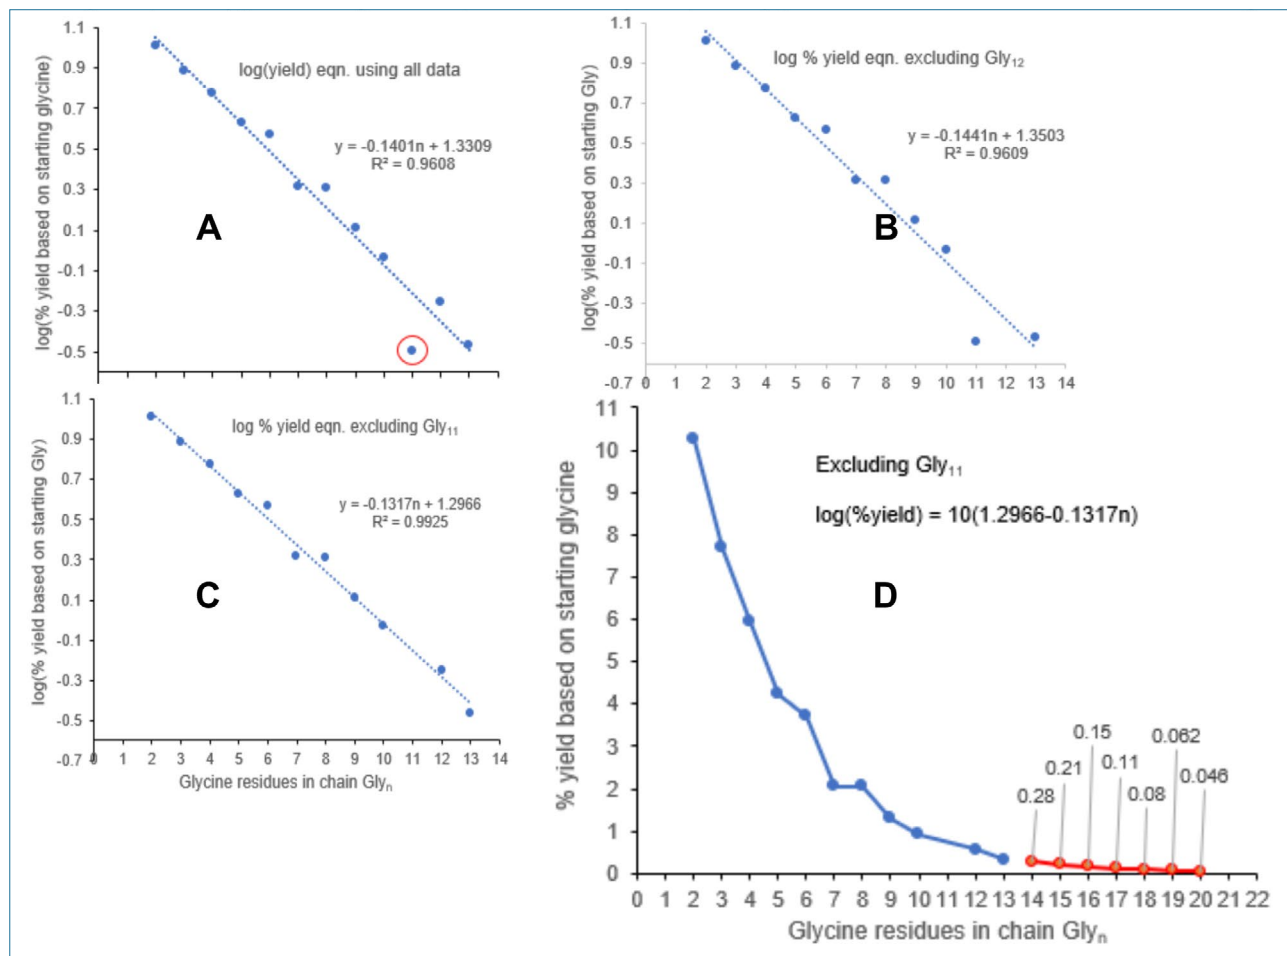 log(% yield based on starting glycine)
1.1
0.9
0.7
0.5
0.3
0.1
-0.1
-0.3
-0.5
log(yield) eqn. using all data
y = -0.1401n + 1.3309
R² = 0.9608
A
log(% yield based on starting Gly)
1.1
0.9
0.7
0.5
0.3
0.1
-0.1
-0.3
-0.5
-0.7
log % yield eqn. excluding Gly₁₂
y = -0.1441n + 1.3503
R² = 0.9609
B
0 1 2 3 4 5 6 7 8 9 10 11 12 13 14
log(% yield based on starting Gly)
1.1
0.9
0.7
0.5
0.3
0.1
-0.1
-0.3
-0.5
-0.7
log % yield eqn. excluding Gly₁₁
y = -0.1317n + 1.2966
R² = 0.9925
C
0 1 2 3 4 5 6 7 8 9 10 11 12 13 14
Glycine residues in chain Glyₙ
% yield based on starting glycine
11
10
9
8
7
6
5
4
3
2
1
0
Excluding Gly₁₁
log(%yield) = 10(1.2966-0.1317n)
D
0.28
0.21
0.15
0.11
0.08
0.062
0.046
0 1 2 3 4 5 6 7 8 9 10 11 12 13 14 15 16 17 18 19 20 21 22
Glycine residues in chain Glyₙ